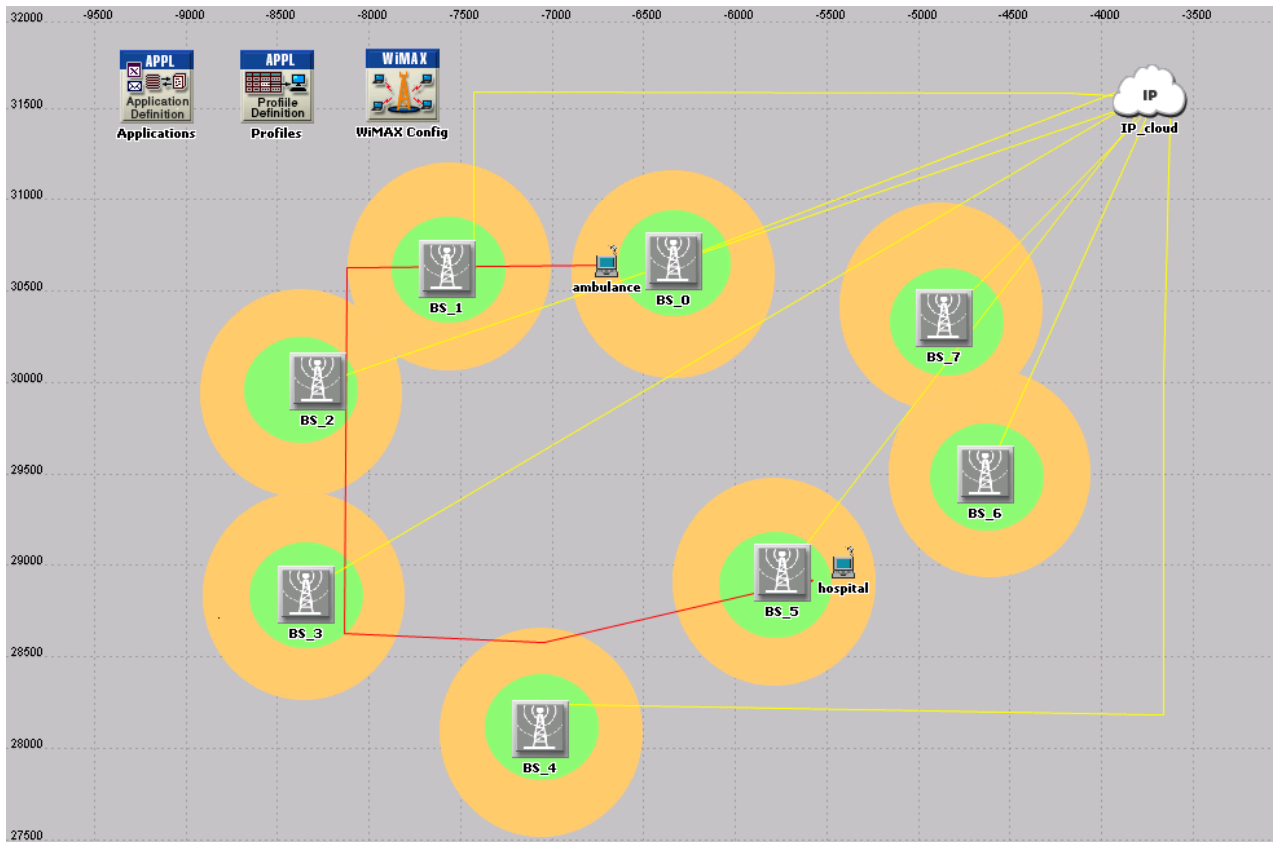 32000 -9500 -9000 -8500 -8000 -7500 -7000 -6500 -6000 -5500 -5000 -4500 -4000 -3500
APPL
Application
Definition
Applications
APPL
Profile
Definition
Profiles
WiMAX
WiMAX Config
IP
IP_cloud
31500
31000
30500
30000
29500
29000
28500
28000
27500
BS_1
ambulance
BS_0
BS_7
BS_2
BS_6
BS_5
hospital
BS_3
BS_4